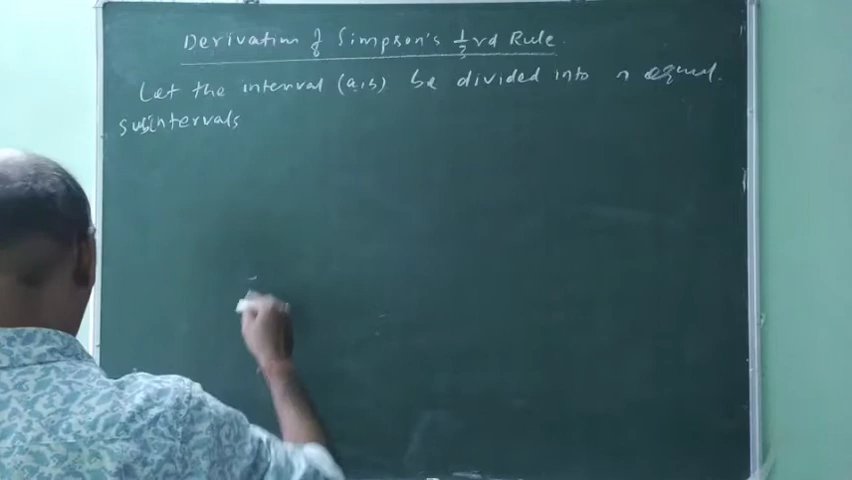 Derivation of Simpson's 1/3 rd Rule.
Let the interval (a, b) be divided into n equal.
subintervals